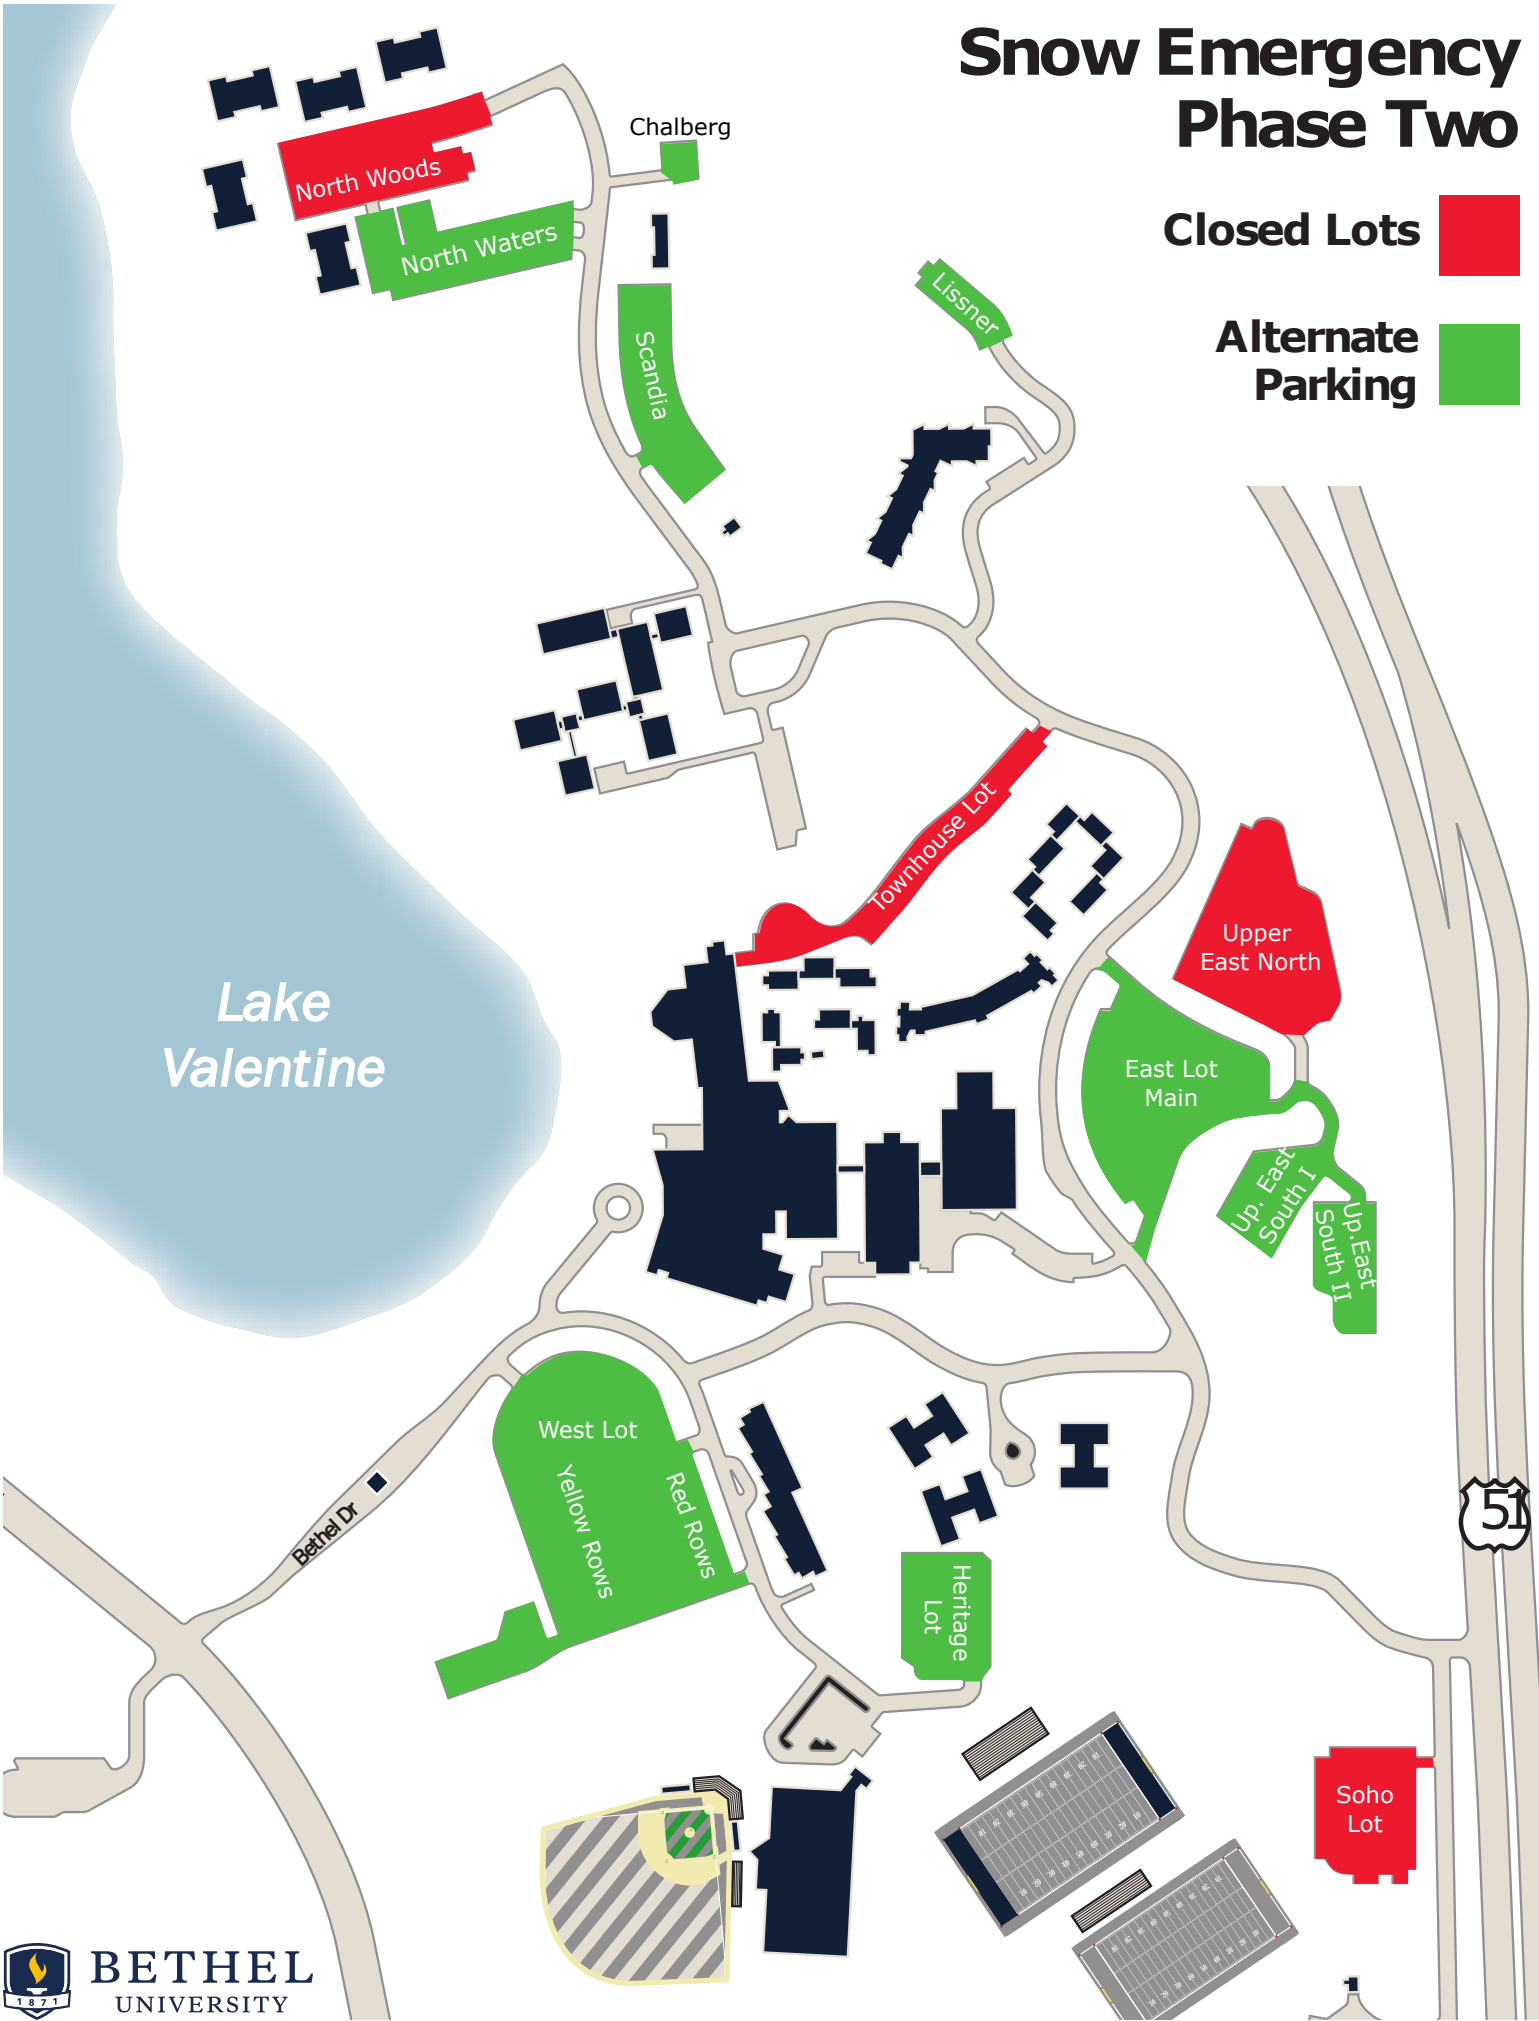 Snow Emergency
Phase Two
Closed Lots
Alternate
Parking
Chalberg
North Woods
North Waters
Scandia
Lissner
Townhouse Lot
Upper
East North
Lake
Valentine
East Lot
Main
Up. East
South I
Up.East
South II
West Lot
Yellow Rows
Red Rows
Bethel Dr
51
Heritage
Lot
Soho
Lot
1871
BETHEL
UNIVERSITY